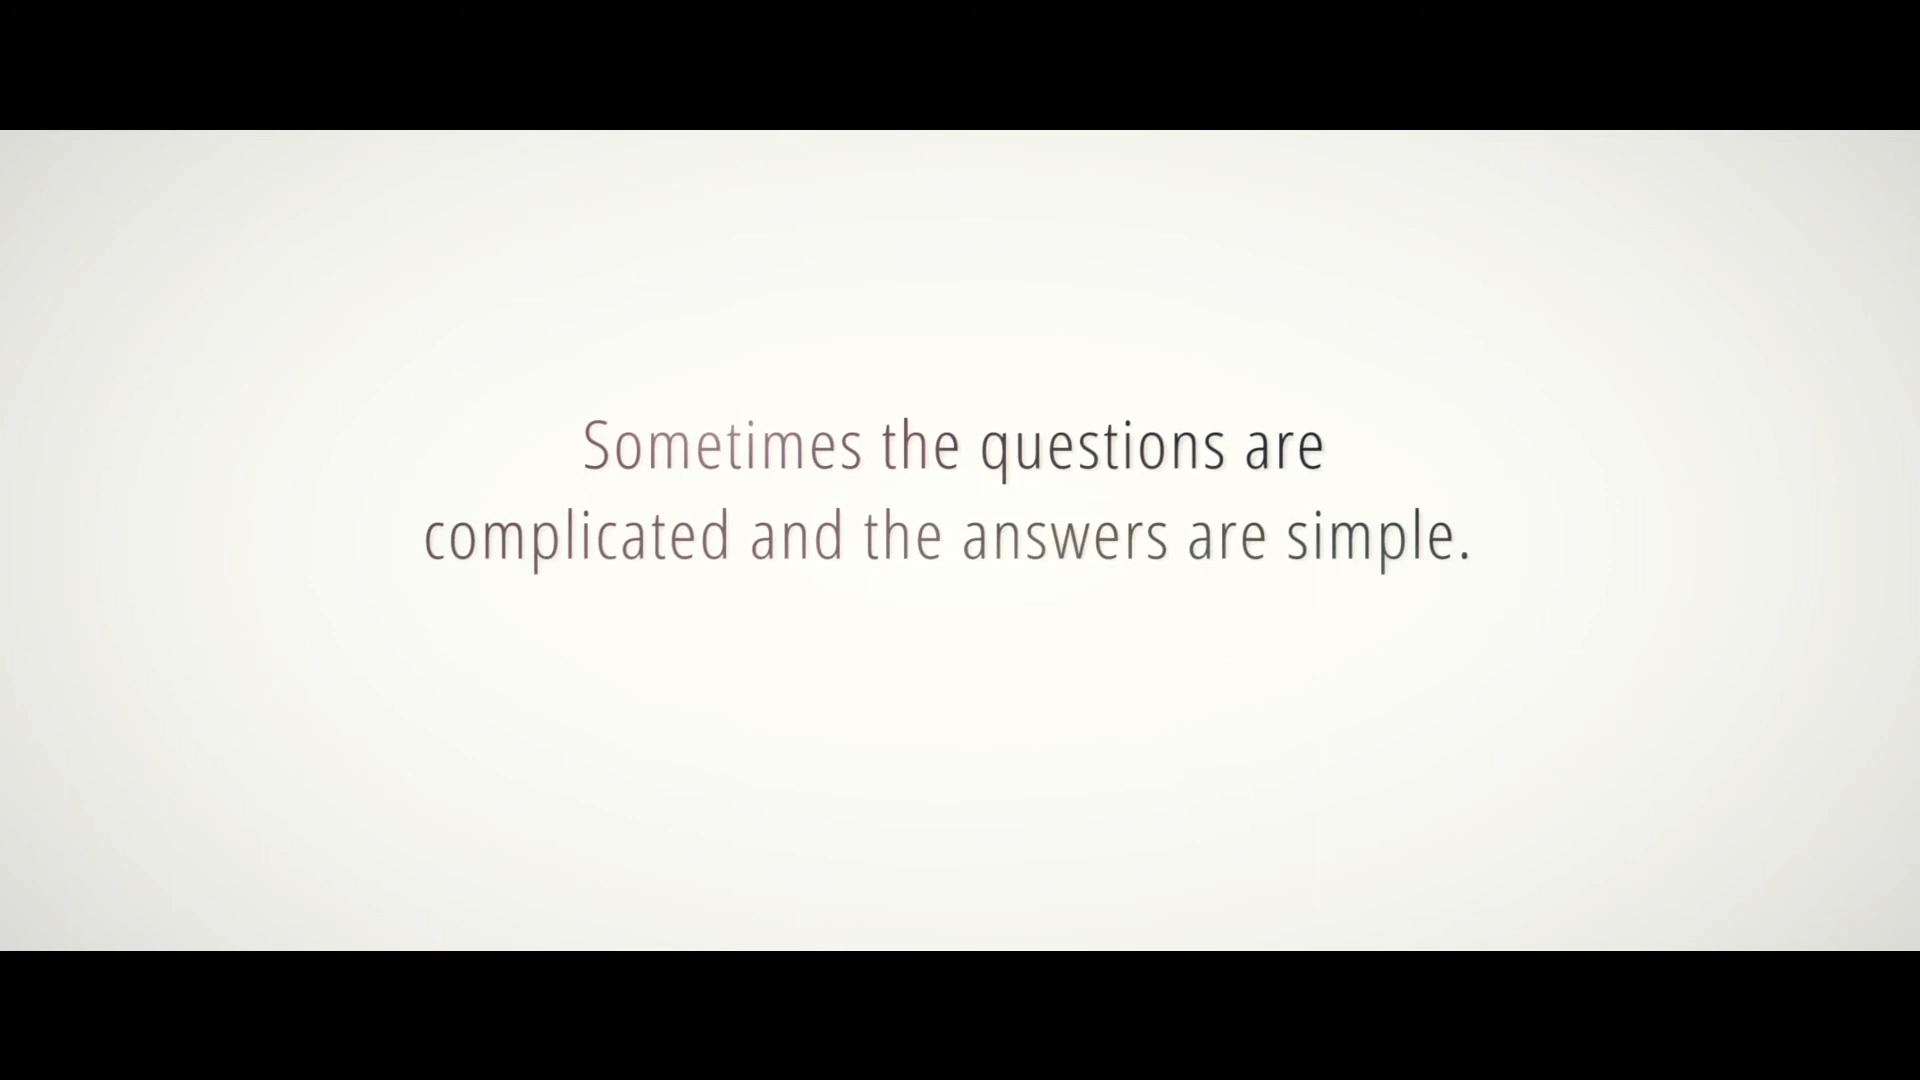 Sometimes the questions are
complicated and the answers are simple.